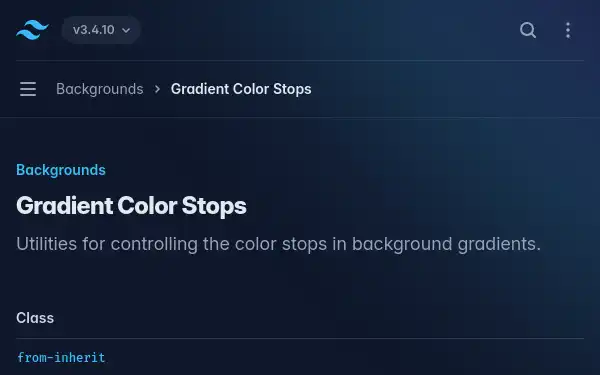 v3.4.10
Backgrounds > Gradient Color Stops
Backgrounds
Gradient Color Stops
Utilities for controlling the color stops in background gradients.
Class
from-inherit